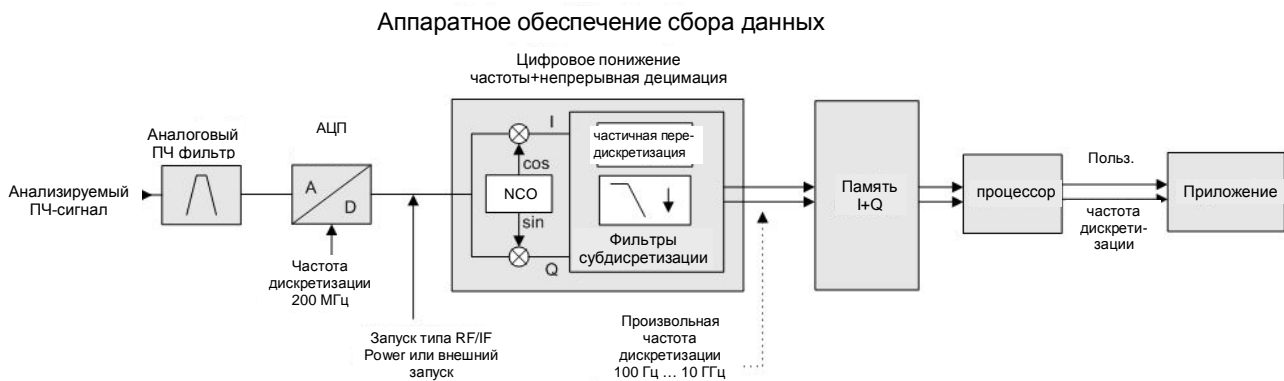 Аппаратное обеспечение сбора данных
Цифровое понижение
частоты+непрерывная децимация
Аналоговый
ПЧ фильтр
АЦП
Анализируемый
ПЧ-сигнал
A
D
Частота
дискретизации
200 МГц
Запуск типа RF/IF
Power или внешний
запуск
I
cos
NCO
sin
Q
частичная пере-
дискретизация
Фильтры
субдисретизации
Произвольная
частота
дискретизации
100 Гц … 10 ГГц
Память
I+Q
процессор
Польз.
частота
дискрети-
зации
Приложение